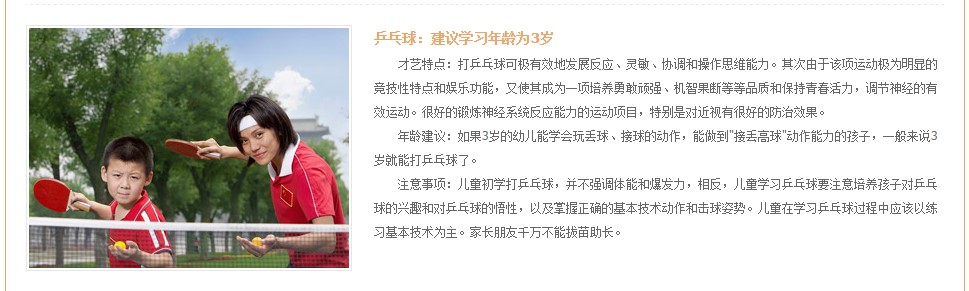 乒乓球：建议学习年龄为3岁
才艺特点：打乒乓球可极有效地发展反应、灵敏、协调和操作思维能力。其次由于该项运动极为明显的
竞技性特点和娱乐功能，又使其成为一项培养勇敢顽强、机智果断等等品质和保持青春活力，调节神经的有
效运动。很好的锻炼神经系统反应能力的运动项目，特别是对近视有很好的防治效果。
年龄建议：如果3岁的幼儿能学会玩丢球、接球的动作，能做到"接丢高球"动作能力的孩子，一般来说3
岁就能打乒乓球了。
注意事项：儿童初学打乒乓球，并不强调体能和爆发力，相反，儿童学习乒乓球要注意培养孩子对乒乓
球的兴趣和对乒乓球的悟性，以及掌握正确的基本技术动作和击球姿势。儿童在学习乒乓球过程中应该以练
习基本技术为主。家长朋友千万不能拔苗助长。